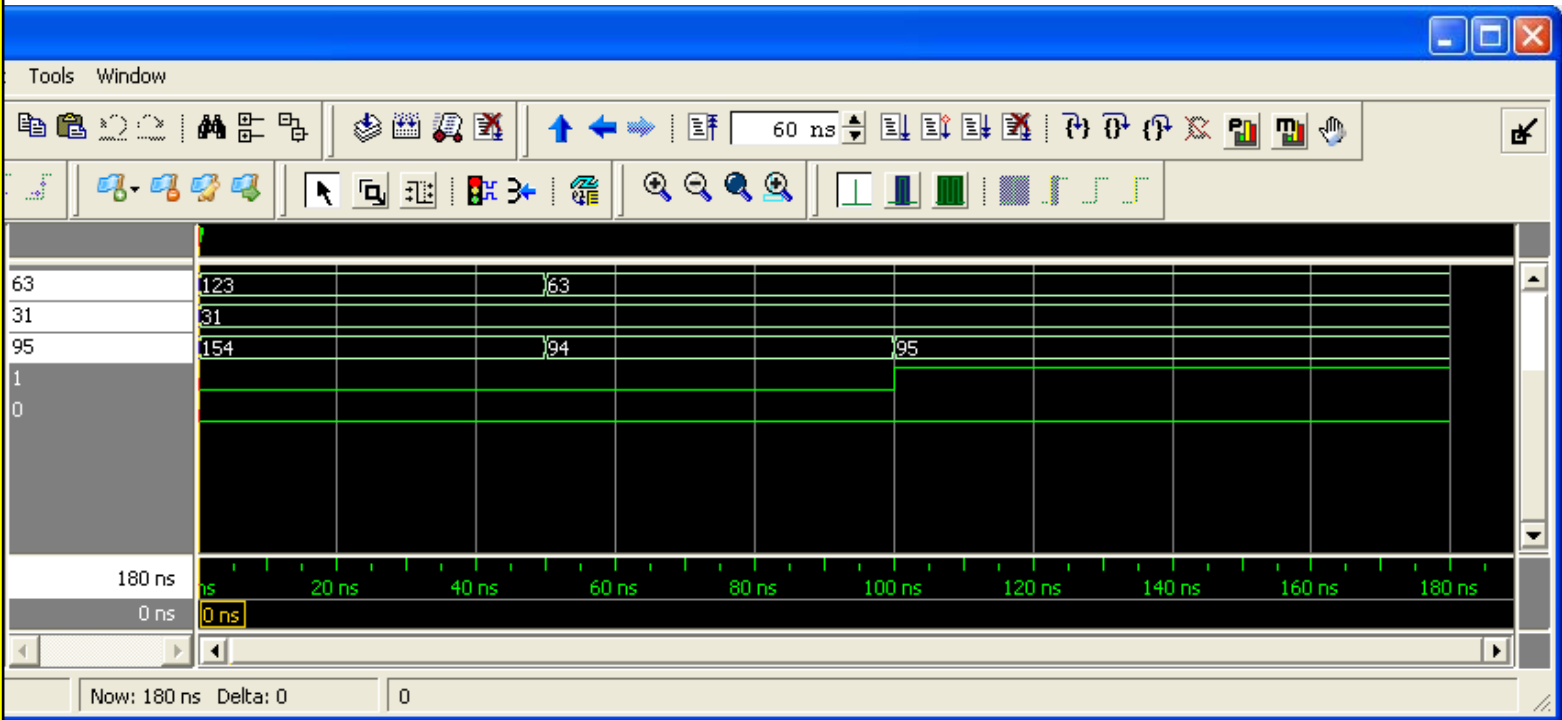 Tools Window
60 ns
63 123 63
31 31
95 154 94 95
1
0
180 ns ns 20 ns 40 ns 60 ns 80 ns 100 ns 120 ns 140 ns 160 ns 180 ns
0 ns 0 ns
Now: 180 ns Delta: 0 0